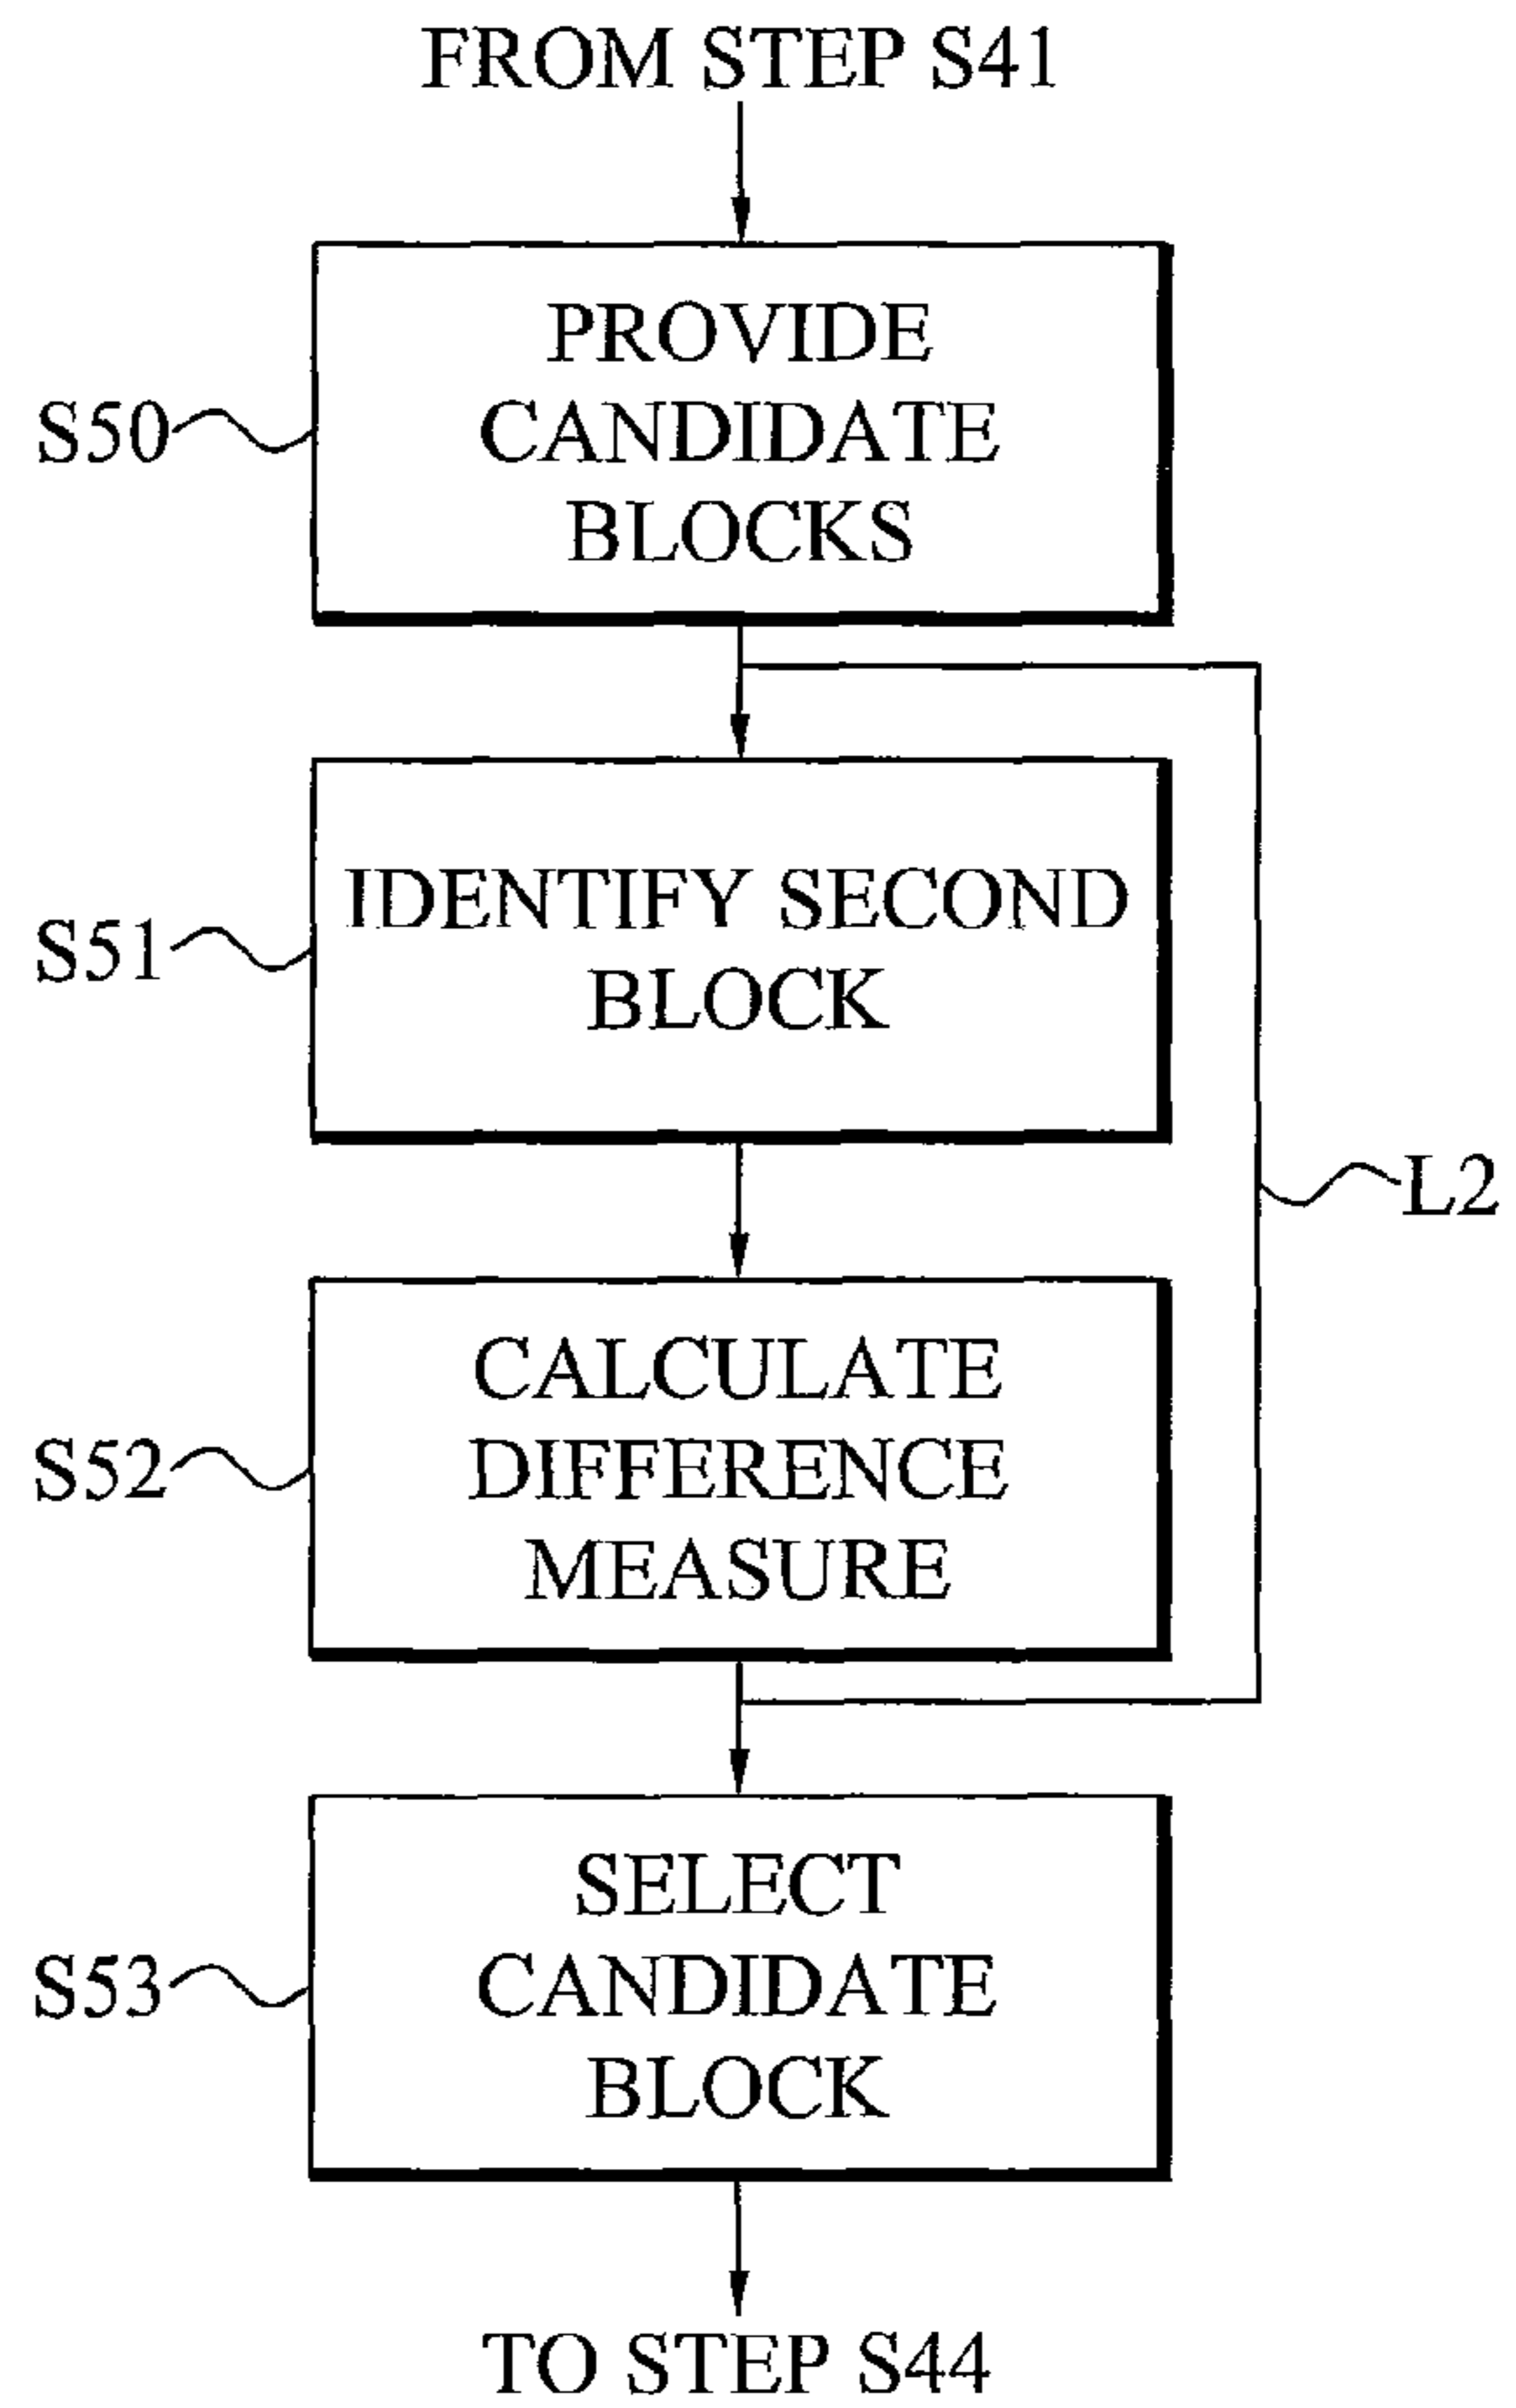 FROM STEP S41
PROVIDE
CANDIDATE
BLOCKS
S50
IDENTIFY SECOND
BLOCK
S51
L2
CALCULATE
DIFFERENCE
MEASURE
S52
SELECT
CANDIDATE
BLOCK
S53
TO STEP S44